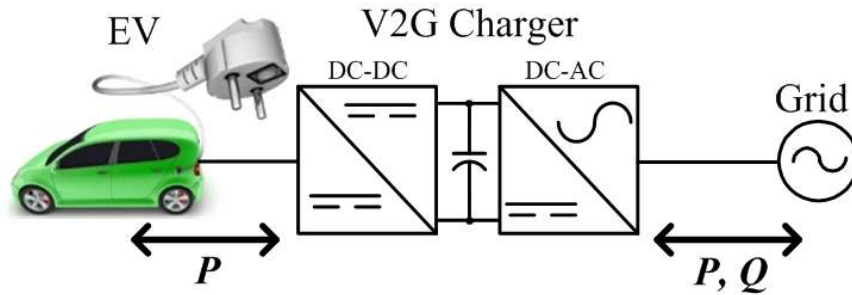 EV
V2G Charger
DC-DC
DC-AC
Grid
P
P, Q